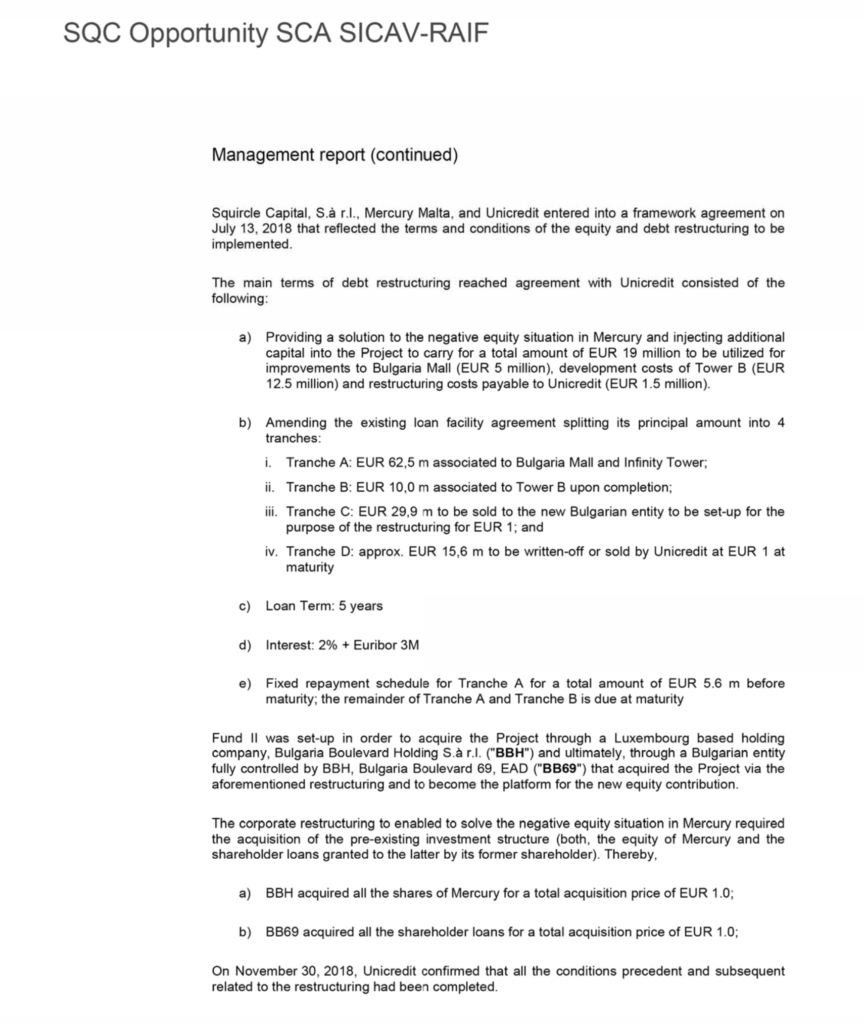 SQC Opportunity SCA SICAV-RAIF
Management report (continued)
Squircle Capital, S.à r.l., Mercury Malta, and Unicredit entered into a framework agreement on
July 13, 2018 that reflected the terms and conditions of the equity and debt restructuring to be
implemented.
The main terms of debt restructuring reached agreement with Unicredit consisted of the
following:
a) Providing a solution to the negative equity situation in Mercury and injecting additional
capital into the Project to carry for a total amount of EUR 19 million to be utilized for
improvements to Bulgaria Mall (EUR 5 million), development costs of Tower B (EUR
12.5 million) and restructuring costs payable to Unicredit (EUR 1.5 million).
b) Amending the existing loan facility agreement splitting its principal amount into 4
tranches:
i. Tranche A: EUR 62,5 m associated to Bulgaria Mall and Infinity Tower;
ii. Tranche B: EUR 10,0 m associated to Tower B upon completion;
iii. Tranche C: EUR 29,9 m to be sold to the new Bulgarian entity to be set-up for the
purpose of the restructuring for EUR 1; and
iv. Tranche D: approx. EUR 15,6 m to be written-off or sold by Unicredit at EUR 1 at
maturity
c) Loan Term: 5 years
d) Interest: 2% + Euribor 3M
e) Fixed repayment schedule for Tranche A for a total amount of EUR 5.6 m before
maturity; the remainder of Tranche A and Tranche B is due at maturity
Fund II was set-up in order to acquire the Project through a Luxembourg based holding
company, Bulgaria Boulevard Holding S.à r.l. ("BBH") and ultimately, through a Bulgarian entity
fully controlled by BBH, Bulgaria Boulevard 69, EAD ("BB69") that acquired the Project via the
aforementioned restructuring and to become the platform for the new equity contribution.
The corporate restructuring to enabled to solve the negative equity situation in Mercury required
the acquisition of the pre-existing investment structure (both, the equity of Mercury and the
shareholder loans granted to the latter by its former shareholder). Thereby,
a) BBH acquired all the shares of Mercury for a total acquisition price of EUR 1.0;
b) BB69 acquired all the shareholder loans for a total acquisition price of EUR 1.0;
On November 30, 2018, Unicredit confirmed that all the conditions precedent and subsequent
related to the restructuring had been completed.